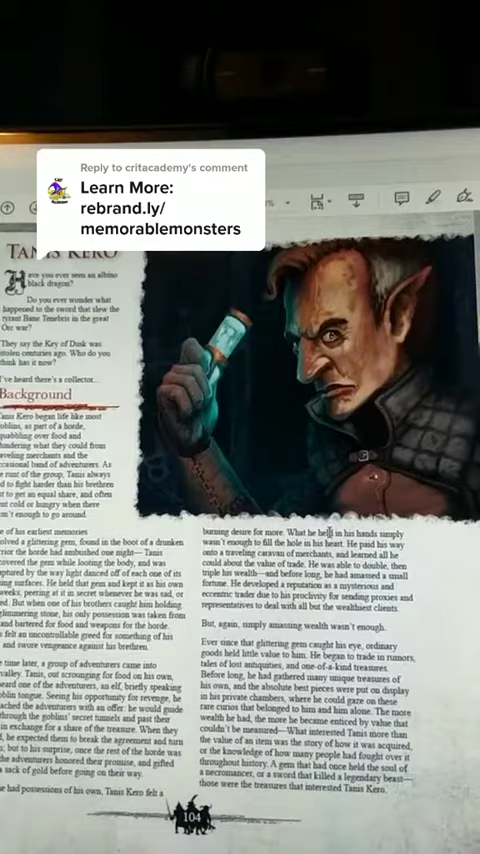 Reply to critacademy's comment
Learn More:
rebrand.ly/
memorablemonsters
TANIS KERO
Have you ever seen an albino
black dragon?
Do you ever wonder what
happened to the sword that slew the
tyrant Bane Tenebris in the great
Orc war?
They say the Key of Dusk was
stolen centuries ago. Who do you
think has it now?
I've heard there's a collector...
Background
Tanis Kero began life like most
goblins, as part of a horde,
squabbling over food and
plundering what they could from
traveling merchants and the
occasional band of adventurers. As
the runt of the group, Tanis always
had to fight harder than his brethren
just to get an equal share, and often
went cold or hungry when there
wasn't enough to go around.
One of his earliest memories
involved a glittering gem, found in the boot of a drunken
warrior the horde had ambushed one night—Tanis
discovered the gem while looting the body, and was
captured by the way light danced off of each one of its
ing surfaces. He held that gem and kept it as his own
weeks, peering at it in secret whenever he was sad, or
ed. But when one of his brothers caught him holding
glimmering stone, his only possession was taken from
and bartered for food and weapons for the horde.
felt an uncontrollable greed for something of his
and swore vengeance against his brethren.
time later, a group of adventurers came into
valley. Tanis, out scrounging for food on his own,
heard one of the adventurers, an elf, briefly speaking
goblin tongue. Seeing his opportunity for revenge, he
ached the adventurers with an offer: he would guide
through the goblins' secret tunnels and past their
in exchange for a share of the treasure. When they
d, he expected them to break the agreement and turn
; but to his surprise, once the rest of the horde was
the adventurers honored their promise, and gifted
a sack of gold before going on their way.
he had possessions of his own, Tanis Kero felt a
burning desire for more. What he held in his hands simply
wasn't enough to fill the hole in his heart. He paid his way
onto a traveling caravan of merchants, and learned all he
could about the value of trade. He was able to double, then
triple his wealth—and before long, he had amassed a small
fortune. He developed a reputation as a mysterious and
eccentric trader due to his proclivity for sending proxies and
representatives to deal with all but the wealthiest clients.
But, again, simply amassing wealth wasn't enough.
Ever since that glittering gem caught his eye, ordinary
goods held little value to him. He began to trade in rumors,
tales of lost antiquities, and one-of-a-kind treasures.
Before long, he had gathered many unique treasures of
his own, and the absolute best pieces were put on display
in his private chambers, where he could gaze on these
rare curios that belonged to him and him alone. The more
wealth he had, the more he became enticed by value that
couldn't be measured—What interested Tanis more than
the value of an item was the story of how it was acquired,
or the knowledge of how many people had fought over it
throughout history. A gem that had once held the soul of
a necromancer, or a sword that killed a legendary beast—
those were the treasures that interested Tanis Kero.
104